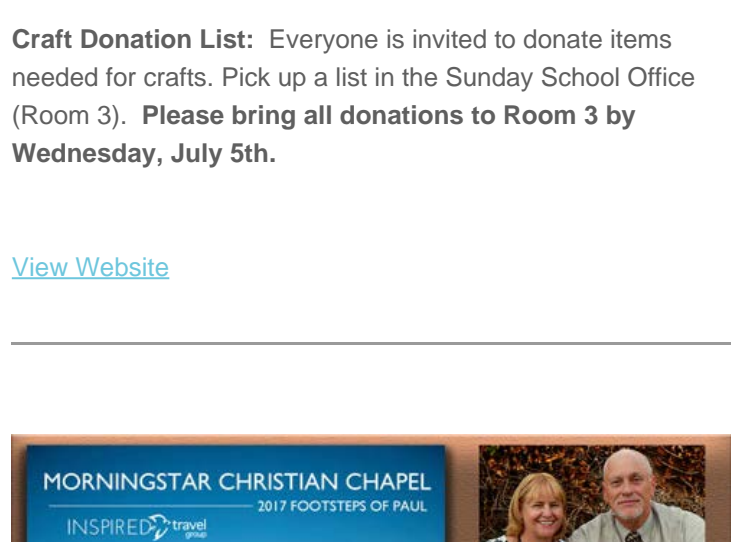 Craft Donation List:  Everyone is invited to donate items
needed for crafts. Pick up a list in the Sunday School Office
(Room 3).  Please bring all donations to Room 3 by
Wednesday, July 5th.
View Website
MORNINGSTAR CHRISTIAN CHAPEL
2017 FOOTSTEPS OF PAUL
INSPIRED travel
group